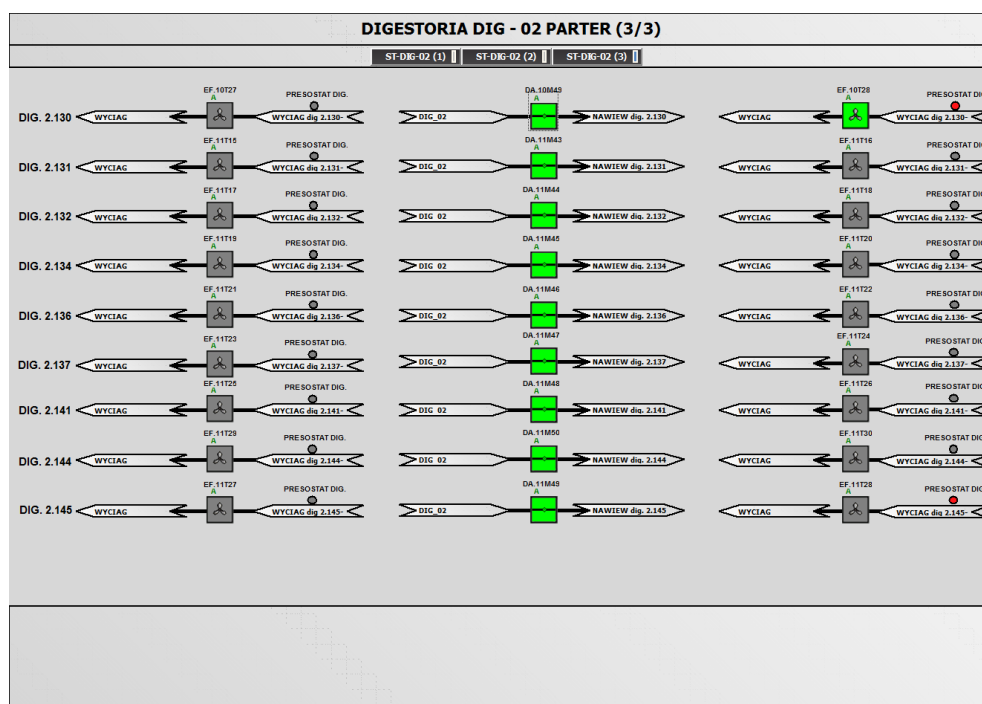 DIGESTORIA DIG - 02 PARTER (3/3)
ST-DIG-02 (1) ST-DIG-02 (2) ST-DIG-02 (3)
EF.10T27 DA.10M49 EF.10T28
A PRESOSTAT DIG. A A PRESOSTAT DIG
DIG. 2.130 WYCIAG WYCIAG dig 2.130- DIG_02 NAWIEW dig. 2.130 WYCIAG WYCIAG dig 2.130-
EF.11T15 DA.11M43 EF.11T16
A PRESOSTAT DIG. A A PRESOSTAT DIG
DIG. 2.131 WYCIAG WYCIAG dig 2.131- DIG_02 NAWIEW dig. 2.131 WYCIAG WYCIAG dig 2.131-
EF.11T17 DA.11M44 EF.11T18
A PRESOSTAT DIG. A A PRESOSTAT DIG
DIG. 2.132 WYCIAG WYCIAG dig 2.132- DIG_02 NAWIEW dig. 2.132 WYCIAG WYCIAG dig 2.132-
EF.11T19 DA.11M45 EF.11T20
A PRESOSTAT DIG. A A PRESOSTAT DIG
DIG. 2.134 WYCIAG WYCIAG dig 2.134- DIG_02 NAWIEW dig. 2.134 WYCIAG WYCIAG dig 2.134-
EF.11T21 DA.11M46 EF.11T22
A PRESOSTAT DIG. A A PRESOSTAT DIG
DIG. 2.136 WYCIAG WYCIAG dig 2.136- DIG_02 NAWIEW dig. 2.136 WYCIAG WYCIAG dig 2.136-
EF.11T23 DA.11M47 EF.11T24
A PRESOSTAT DIG. A A PRESOSTAT DIG
DIG. 2.137 WYCIAG WYCIAG dig 2.137- DIG_02 NAWIEW dig. 2.137 WYCIAG WYCIAG dig 2.137-
EF.11T25 DA.11M48 EF.11T26
A PRESOSTAT DIG. A A PRESOSTAT DIG
DIG. 2.141 WYCIAG WYCIAG dig 2.141- DIG_02 NAWIEW dig. 2.141 WYCIAG WYCIAG dig 2.141-
EF.11T29 DA.11M50 EF.11T30
A PRESOSTAT DIG. A A PRESOSTAT DIG
DIG. 2.144 WYCIAG WYCIAG dig 2.144- DIG_02 NAWIEW dig. 2.144 WYCIAG WYCIAG dig 2.144-
EF.11T27 DA.11M49 EF.11T28
A PRESOSTAT DIG. A A PRESOSTAT DIG
DIG. 2.145 WYCIAG WYCIAG dig 2.145- DIG_02 NAWIEW dig. 2.145 WYCIAG WYCIAG dig 2.145-